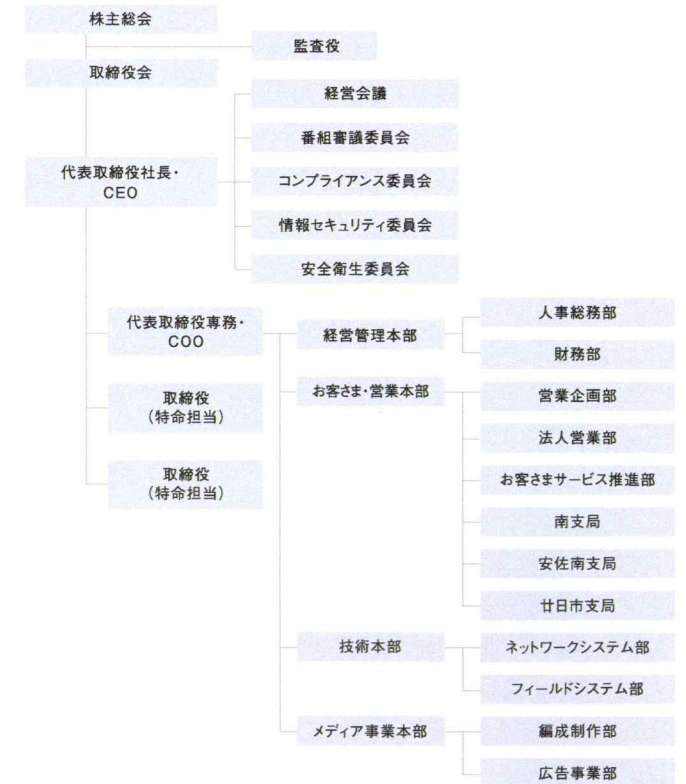 株主総会
監査役
取締役会
経営会議
番組審議委員会
代表取締役社長・
CEO
コンプライアンス委員会
情報セキュリティ委員会
安全衛生委員会
代表取締役専務・
COO
経営管理本部
人事総務部
財務部
取締役
(特命担当)
お客さま・営業本部
営業企画部
法人営業部
お客さまサービス推進部
南支局
安佐南支局
廿日市支局
取締役
(特命担当)
技術本部
ネットワークシステム部
フィールドシステム部
メディア事業本部
編成制作部
広告事業部